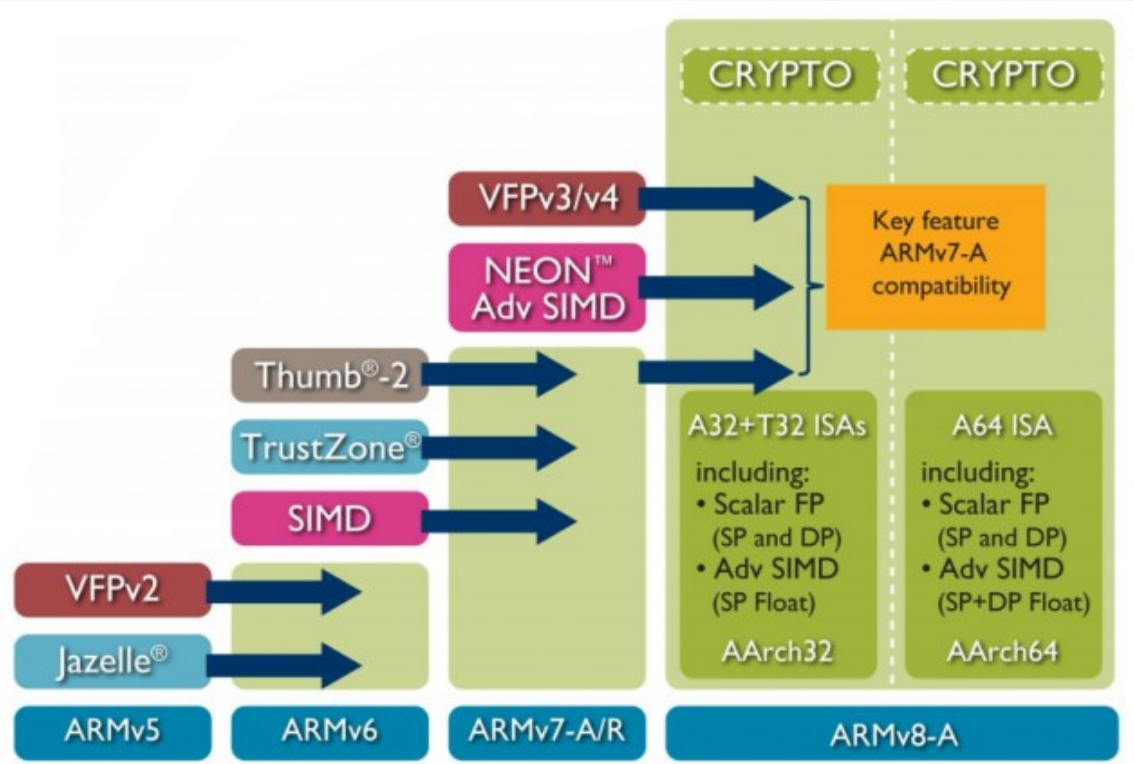 CRYPTO
CRYPTO
VFPv3/v4
Key feature
ARMv7-A
compatibility
NEON™
Adv SIMD
Thumb®-2
TrustZone®
SIMD
A32+T32 ISAs
including:
• Scalar FP
(SP and DP)
• Adv SIMD
(SP Float)
AArch32
A64 ISA
including:
• Scalar FP
(SP and DP)
• Adv SIMD
(SP+DP Float)
AArch64
VFPv2
Jazelle®
ARMv5
ARMv6
ARMv7-A/R
ARMv8-A